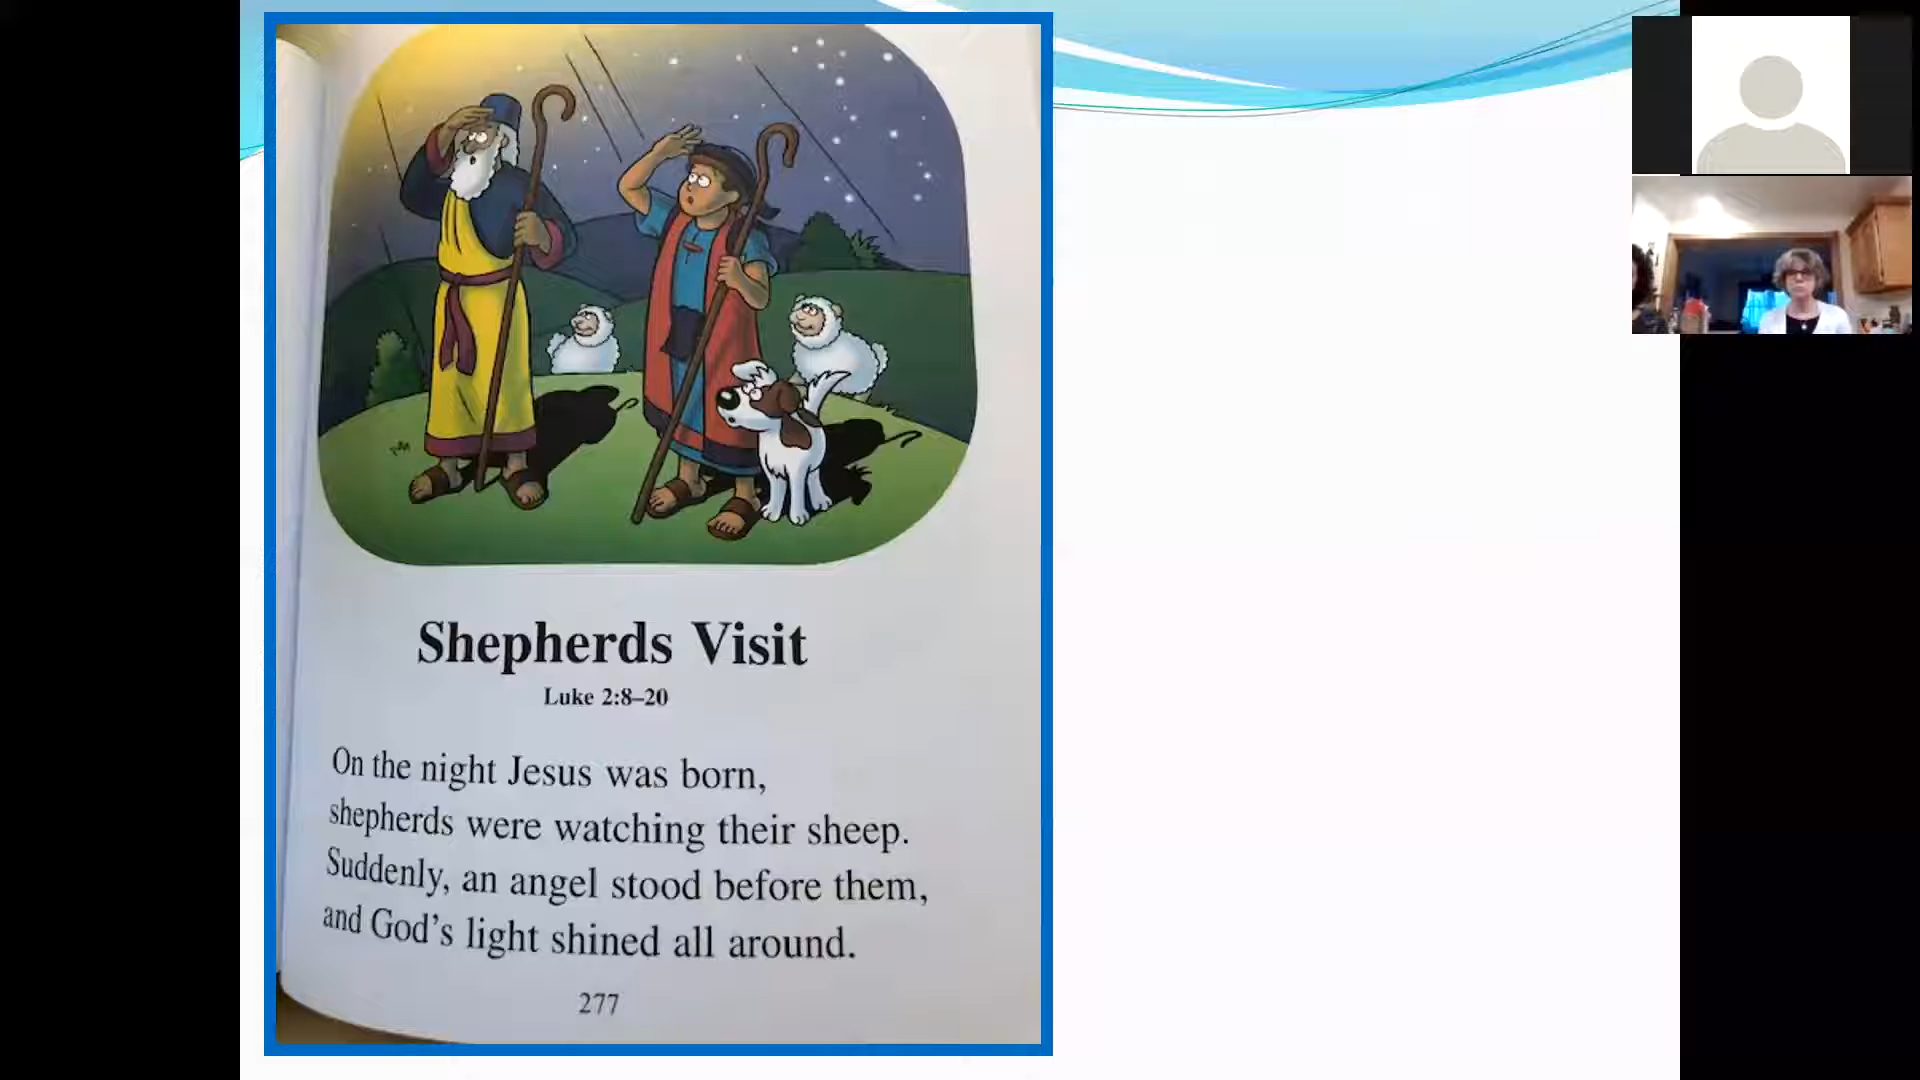 Shepherds Visit
Luke 2:8–20
On the night Jesus was born,
shepherds were watching their sheep.
Suddenly, an angel stood before them,
and God's light shined all around.
277